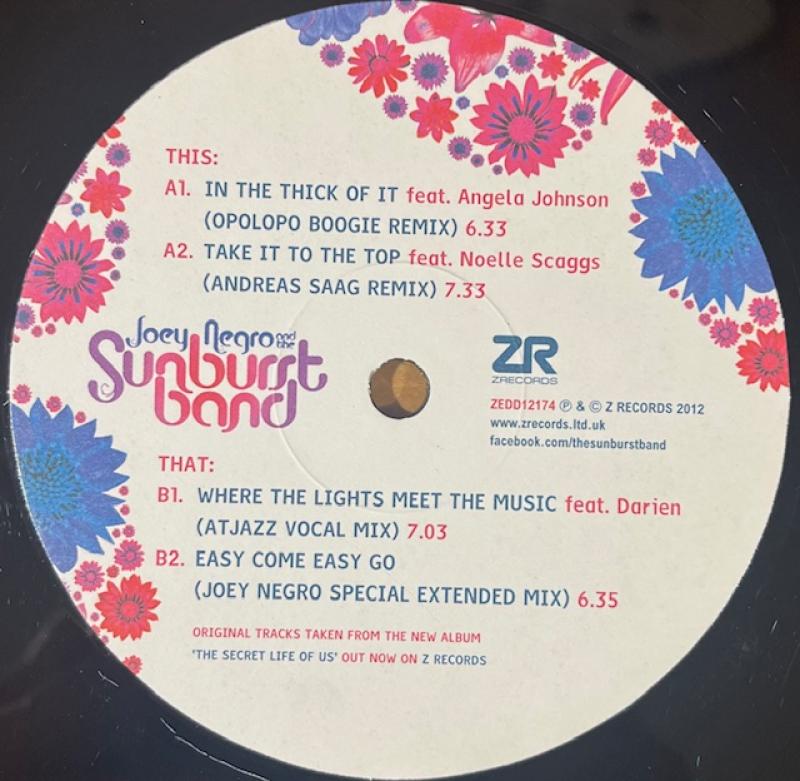 THIS:
A1. IN THE THICK OF IT feat. Angela Johnson
(OPOLOPO BOOGIE REMIX) 6.33
A2. TAKE IT TO THE TOP feat. Noelle Scaggs
(ANDREAS SAAG REMIX) 7.33
Joey Negro and the
Sunburst
band
ZR
ZRECORDS
ZEDD12174 ℗ & © Z RECORDS 2012
www.zrecords.ltd.uk
facebook.com/thesunburstband
THAT:
B1. WHERE THE LIGHTS MEET THE MUSIC feat. Darien
(ATJAZZ VOCAL MIX) 7.03
B2. EASY COME EASY GO
(JOEY NEGRO SPECIAL EXTENDED MIX) 6.35
ORIGINAL TRACKS TAKEN FROM THE NEW ALBUM
'THE SECRET LIFE OF US' OUT NOW ON Z RECORDS